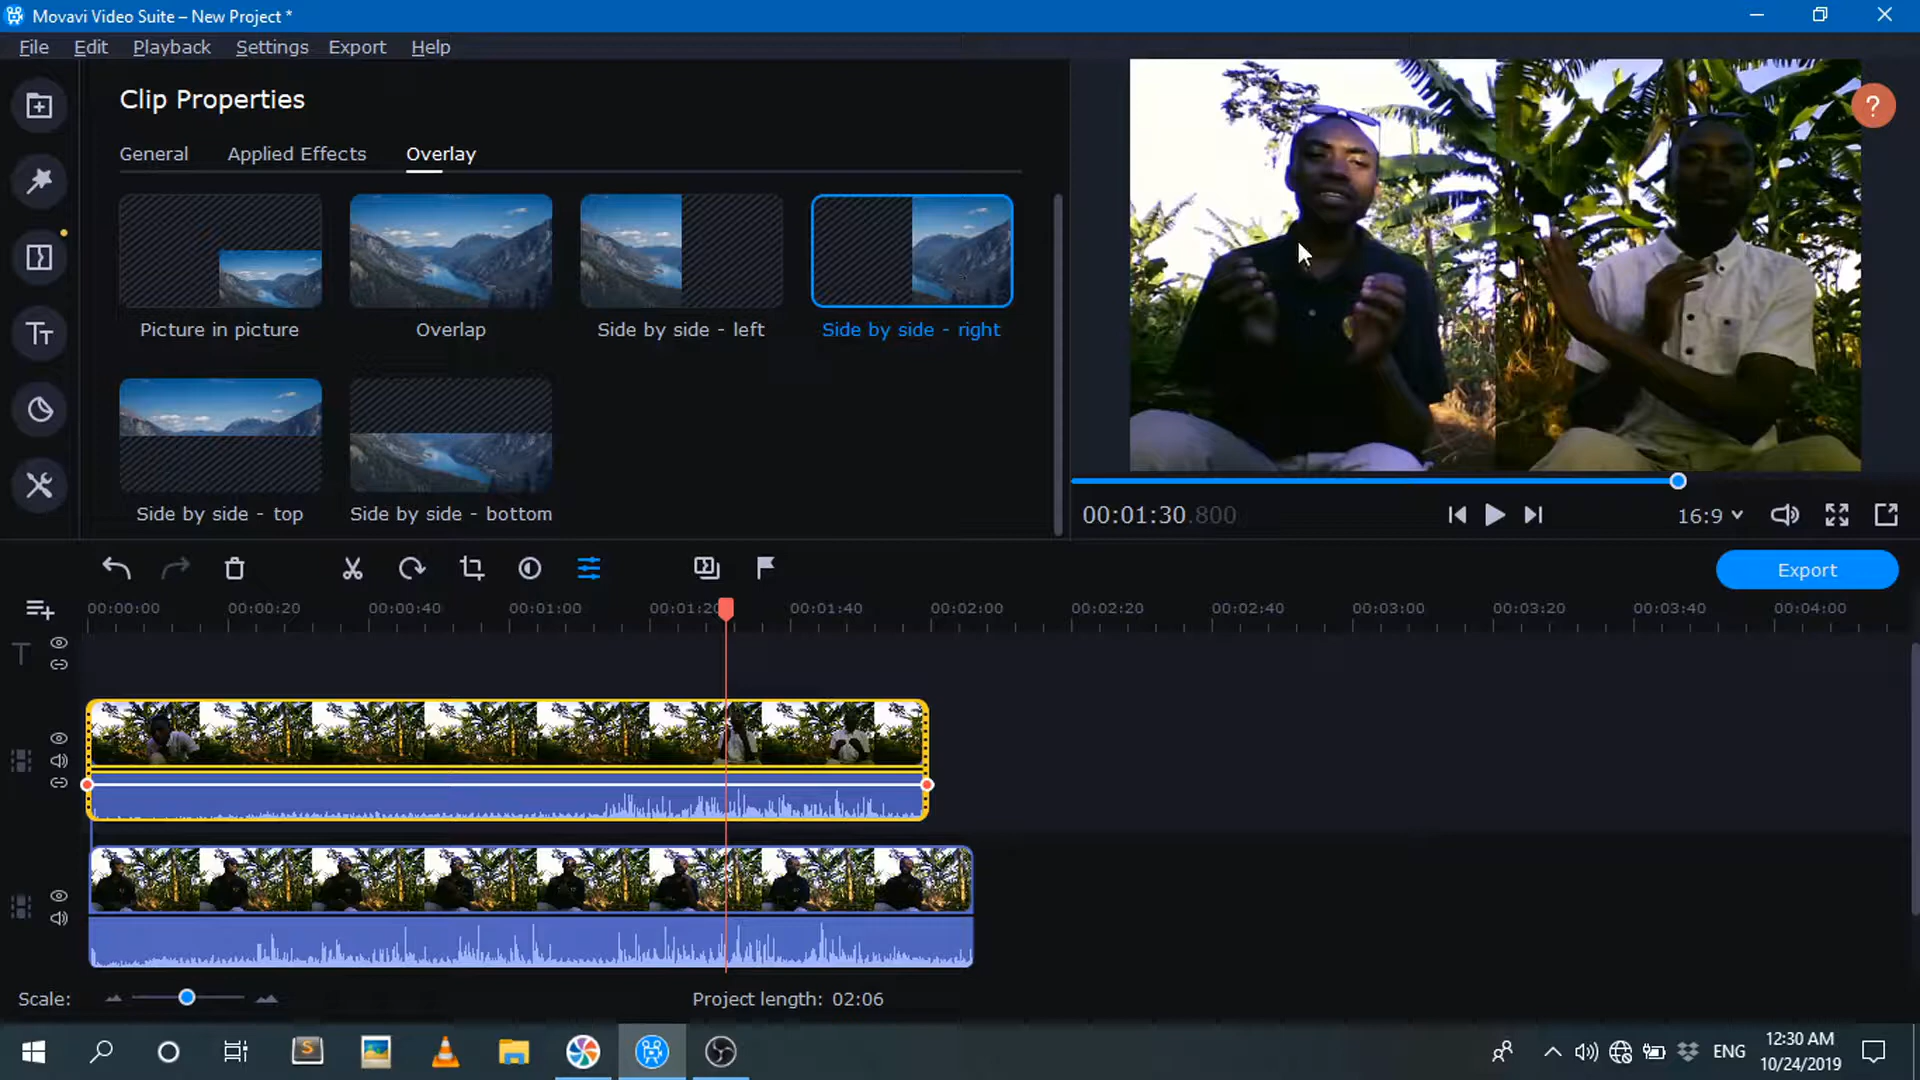 Movavi Video Suite – New Project *
File Edit Playback Settings Export Help
Clip Properties
General Applied Effects Overlay
Picture in picture Overlap Side by side - left Side by side - right
Side by side - top Side by side - bottom
?
00:01:30.800 16:9
Export
00:00:00 00:00:20 00:00:40 00:01:00 00:01:20 00:01:40 00:02:00 00:02:20 00:02:40 00:03:00 00:03:20 00:03:40 00:04:00
T
Scale: Project length: 02:06
S
ENG
12:30 AM
10/24/2019